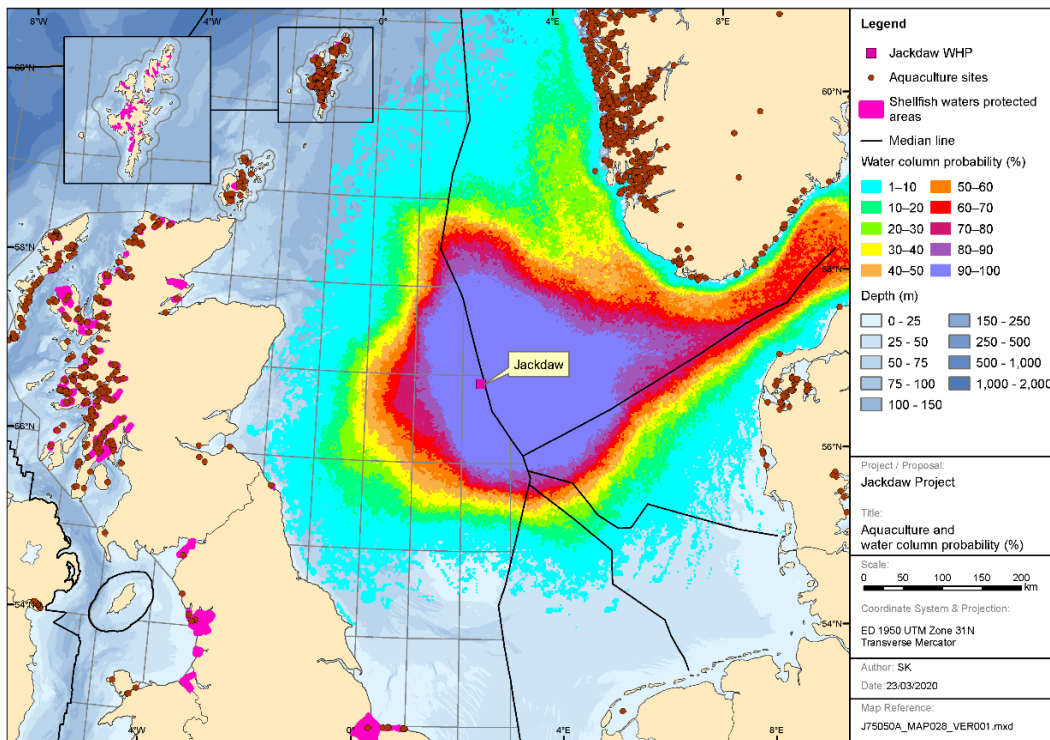 8°W
4°W
0°
4°E
8°E
60°N
60°N
58°N
58°N
56°N
56°N
54°N
54°N
4°W
0°
4°E
8°E
Jackdaw
Legend
Jackdaw WHP
Aquaculture sites
Shellfish waters protected
areas
Median line
Water column probability (%)
1–10
50–60
10–20
60–70
20–30
70–80
30–40
80–90
40–50
90–100
Depth (m)
0 - 25
150 - 250
25 - 50
250 - 500
50 - 75
500 - 1,000
75 - 100
1,000 - 2,000
100 - 150
Project / Proposal:
Jackdaw Project
Title:
Aquaculture and
water column probability (%)
Scale:
0 50 100 150 200
km
Coordinate System & Projection:
ED 1950 UTM Zone 31N
Transverse Mercator
Author: SK
Date: 23/03/2020
Map Reference:
J75050A_MAP028_VER001.mxd